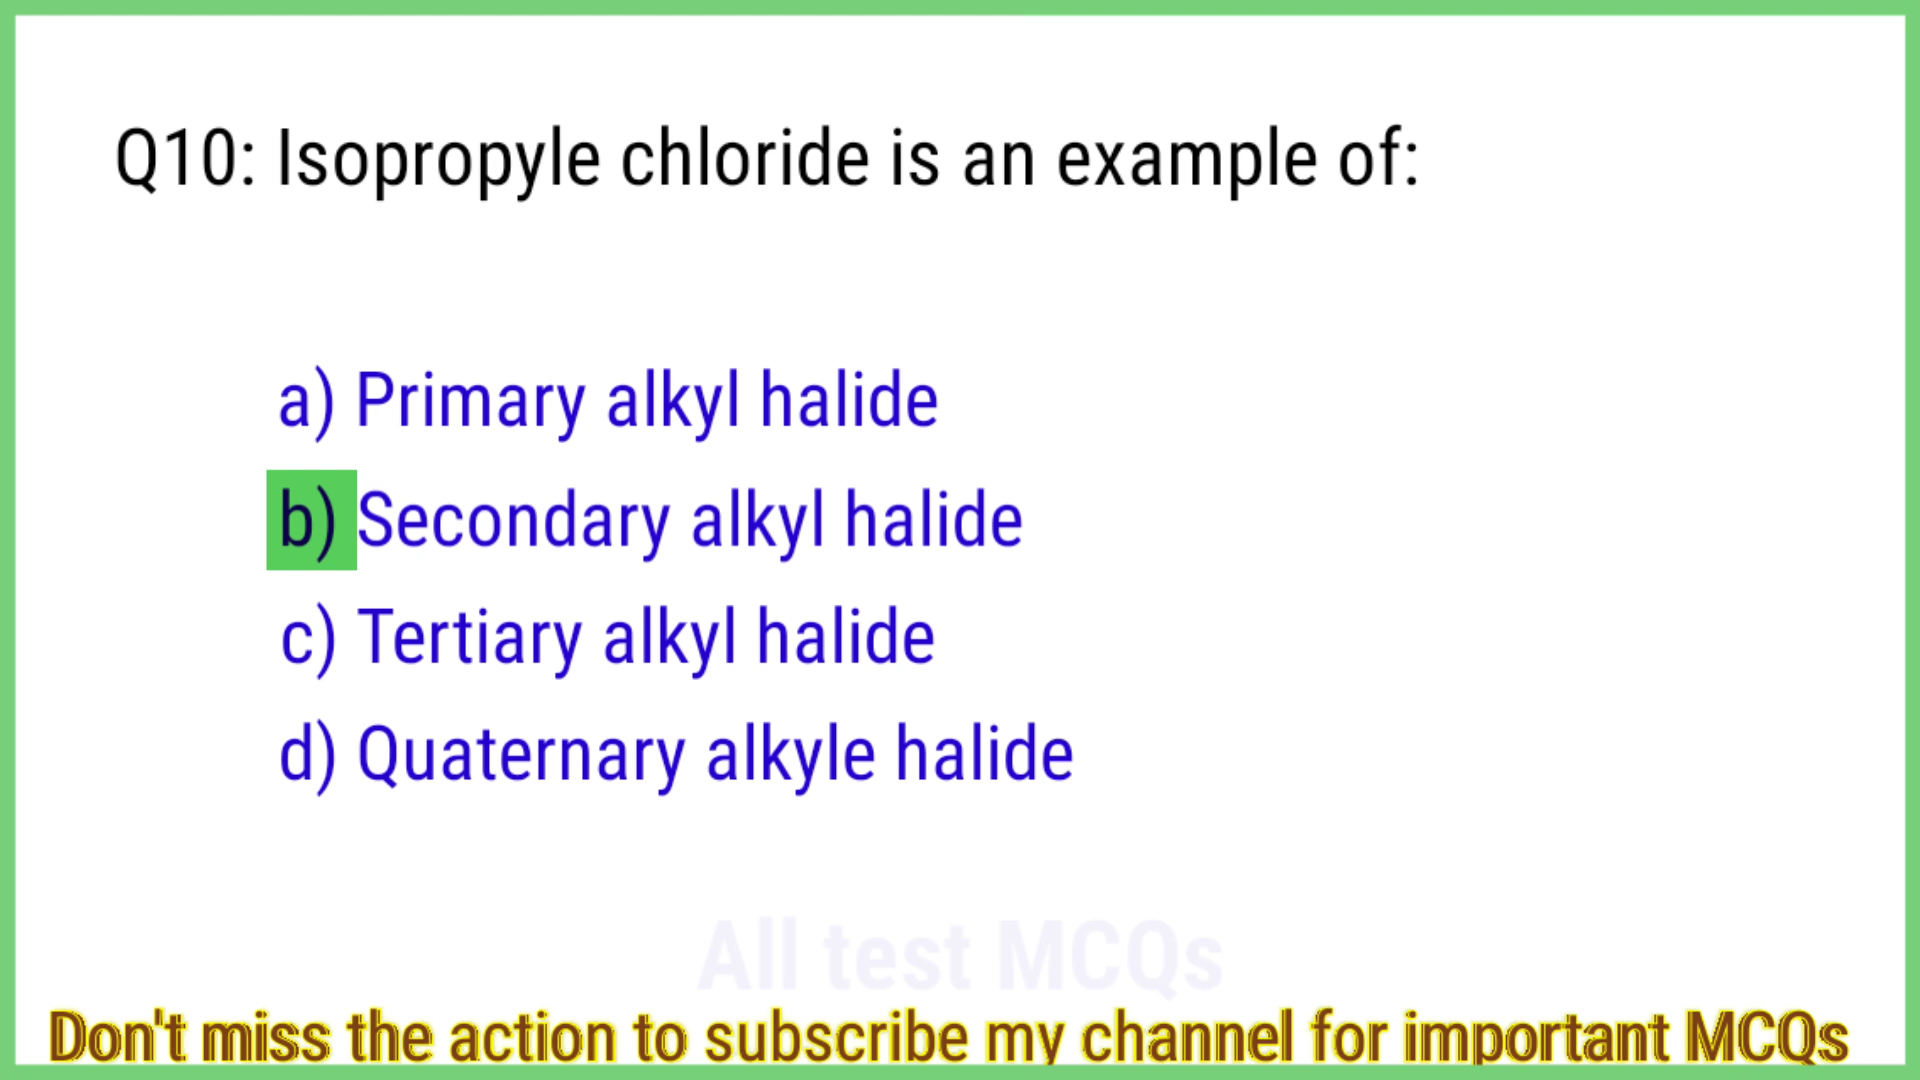 Q10: Isopropyle chloride is an example of:
a) Primary alkyl halide
b) Secondary alkyl halide
c) Tertiary alkyl halide
d) Quaternary alkyle halide
All test MCQs
Don't miss the action to subscribe my channel for important MCQs